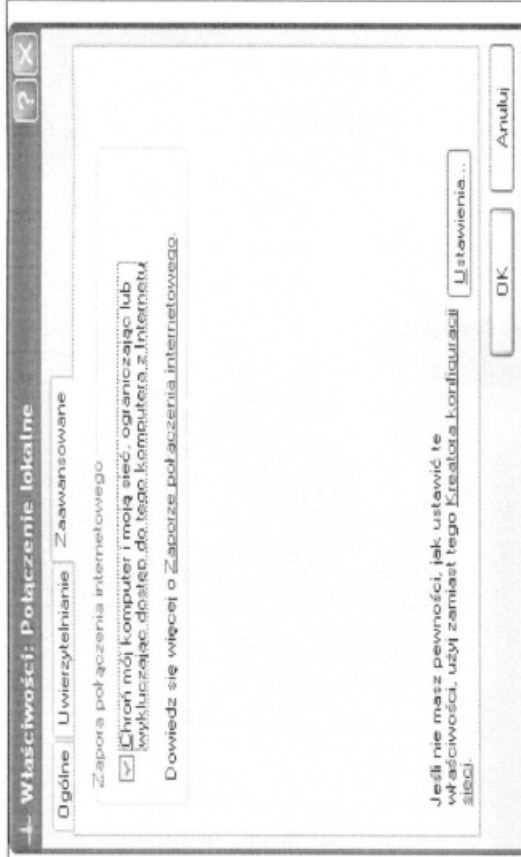 Właściwości: Połączenie lokalne
Ogólne Uwierzytelnianie Zaawansowane
Zapora połączenia internetowego
Chroń mój komputer i moją sieć, ograniczając lub
wykluczając dostęp do tego komputera z Internetu
Dowiedz się więcej o Zaporze połączenia internetowego.
Jeśli nie masz pewności, jak ustawić te
właściwości, użyj zamiast tego Kreatora konfiguracji
sieci.
Ustawienia...
OK Anuluj